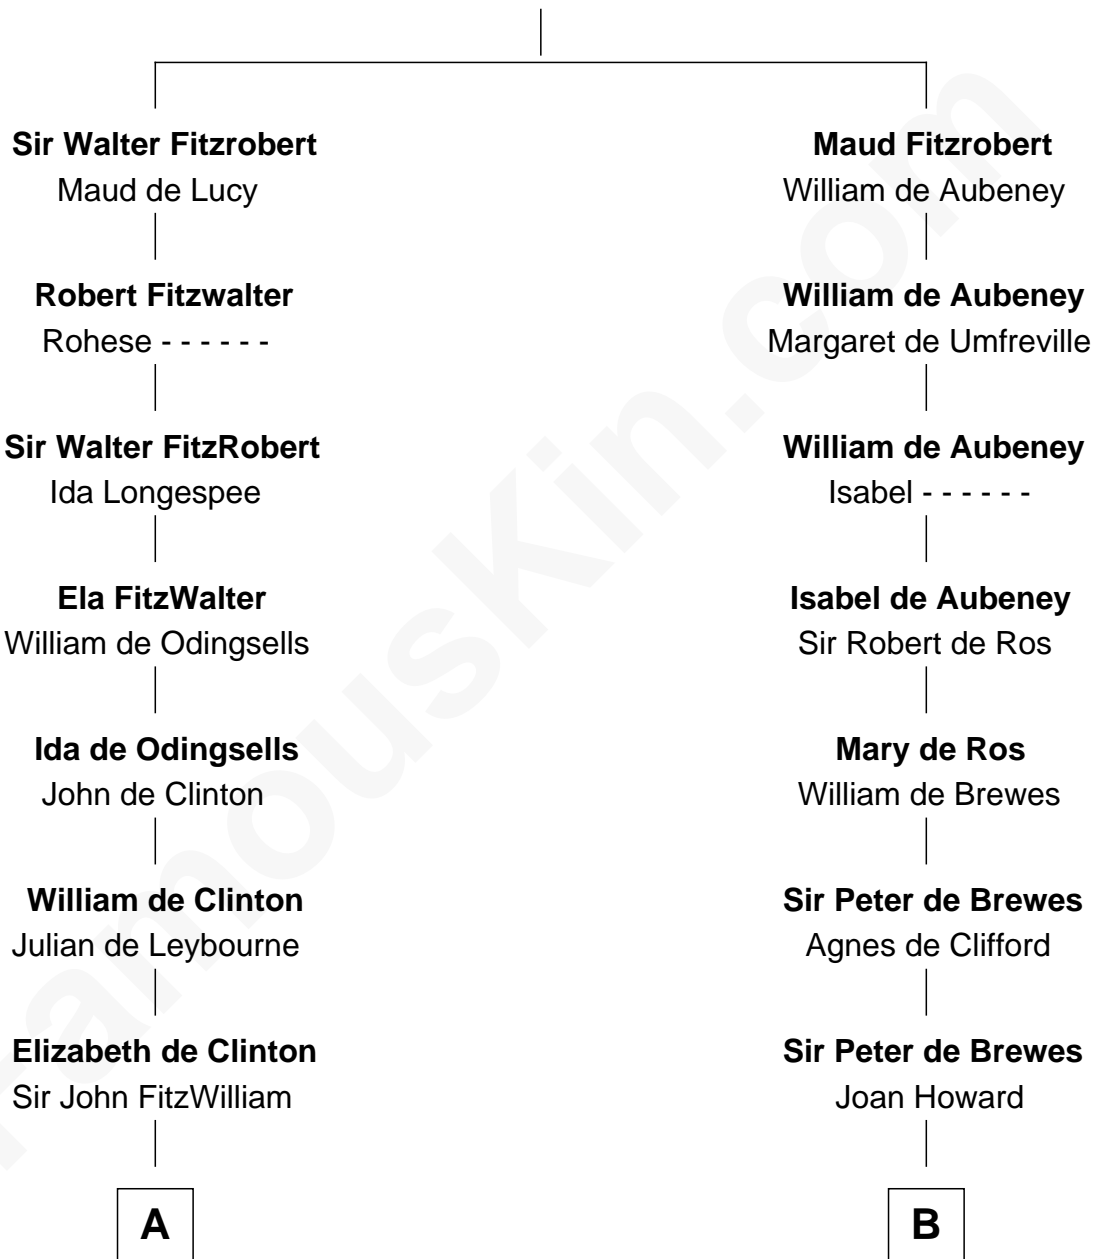 Sir Walter Fitzrobert
Maud de Lucy
Robert Fitzwalter
Rohese - - - - - -
Sir Walter FitzRobert
Ida Longespee
Ela FitzWalter
William de Odingsells
Ida de Odingsells
John de Clinton
William de Clinton
Julian de Leybourne
Elizabeth de Clinton
Sir John FitzWilliam
A
Maud Fitzrobert
William de Aubeney
William de Aubeney
Margaret de Umfreville
William de Aubeney
Isabel - - - - - -
Isabel de Aubeney
Sir Robert de Ros
Mary de Ros
William de Brewes
Sir Peter de Brewes
Agnes de Clifford
Sir Peter de Brewes
Joan Howard
B
FamousKin.com